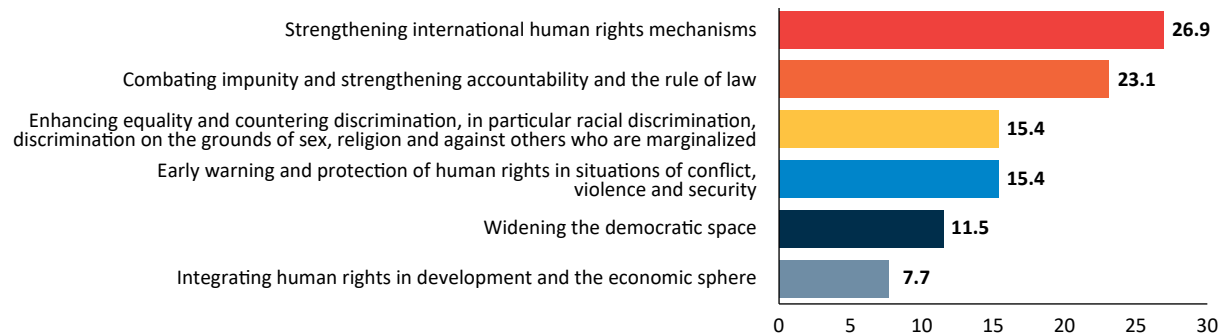 Strengthening international human rights mechanisms
26.9
Combating impunity and strengthening accountability and the rule of law
23.1
Enhancing equality and countering discrimination, in particular racial discrimination,
discrimination on the grounds of sex, religion and against others who are marginalized
15.4
Early warning and protection of human rights in situations of conflict,
violence and security
15.4
Widening the democratic space
11.5
Integrating human rights in development and the economic sphere
7.7
0 5 10 15 20 25 30